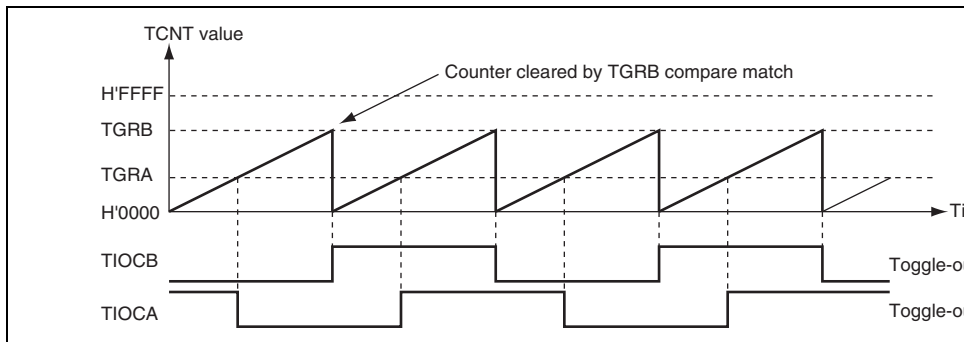 TCNT value
Counter cleared by TGRB compare match
H'FFFF
TGRB
TGRA
H'0000
TIOCB
TIOCA